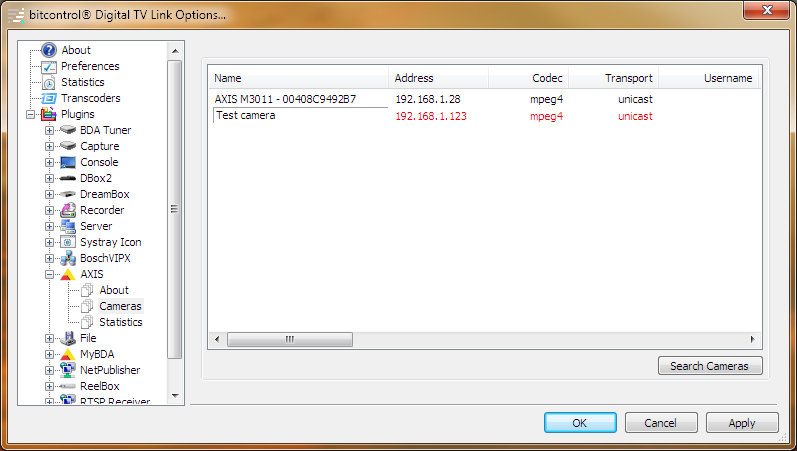 bitcontrol® Digital TV Link Options...
About
Preferences
Statistics
Transcoders
Plugins
BDA Tuner
Capture
Console
DBox2
DreamBox
Recorder
Server
Systray Icon
BoschVIPX
AXIS
About
Cameras
Statistics
File
MyBDA
NetPublisher
ReelBox
RTSP Receiver
Name Address Codec Transport Username
AXIS M3011 - 00408C9492B7 192.168.1.28 mpeg4 unicast
Test camera 192.168.1.123 mpeg4 unicast
Search Cameras
OK Cancel Apply